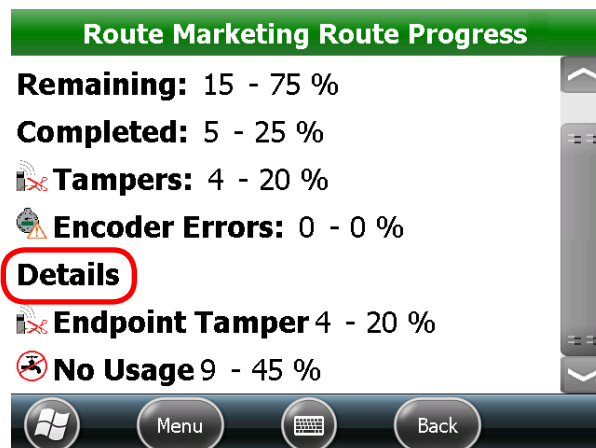 Route Marketing Route Progress
Remaining: 15 - 75 %
Completed: 5 - 25 %
Tampers: 4 - 20 %
Encoder Errors: 0 - 0 %
Details
Endpoint Tamper 4 - 20 %
No Usage 9 - 45 %
Menu Back